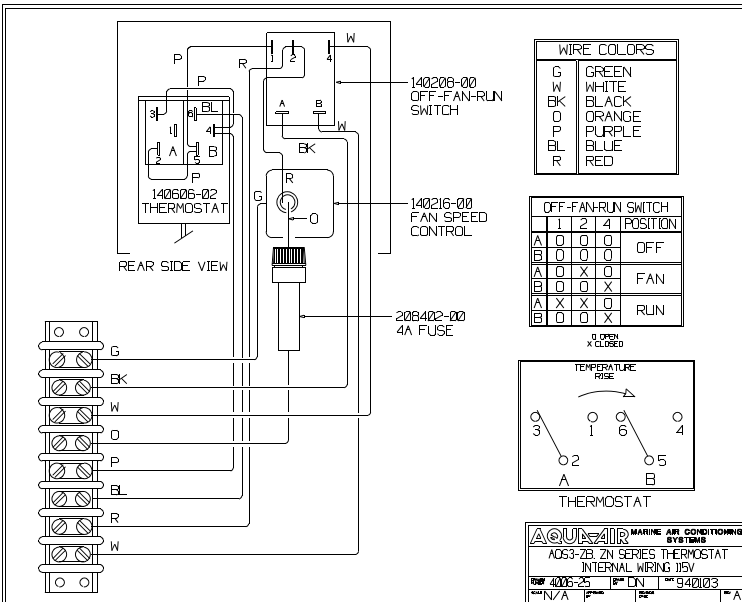 W
P
R
1 2 4
140208-00
OFF-FAN-RUN
SWITCH
P
BL
3 6
1 4
A B
2 5
P
A B
W
BK
140606-02
THERMOSTAT
R
G
O
140216-00
FAN SPEED
CONTROL
REAR SIDE VIEW
208402-00
4A FUSE
G
BK
W
O
P
BL
R
W
WIRE COLORS
G GREEN
W WHITE
BK BLACK
O ORANGE
P PURPLE
BL BLUE
R RED
OFF-FAN-RUN SWITCH
1 2 4 POSITION
A O O O OFF
B O O O
A O X O FAN
B O O X
A X X O RUN
B O O X
O OPEN
X CLOSED
TEMPERATURE
RISE
3 1 6 4
2 5
A B
THERMOSTAT
AQUA-AIR MARINE AIR CONDITIONING
SYSTEMS
AQS3-ZB, ZN SERIES THERMOSTAT
INTERNAL WIRING 115V
4006-25 DN DATE 940103
SCALE N/A A